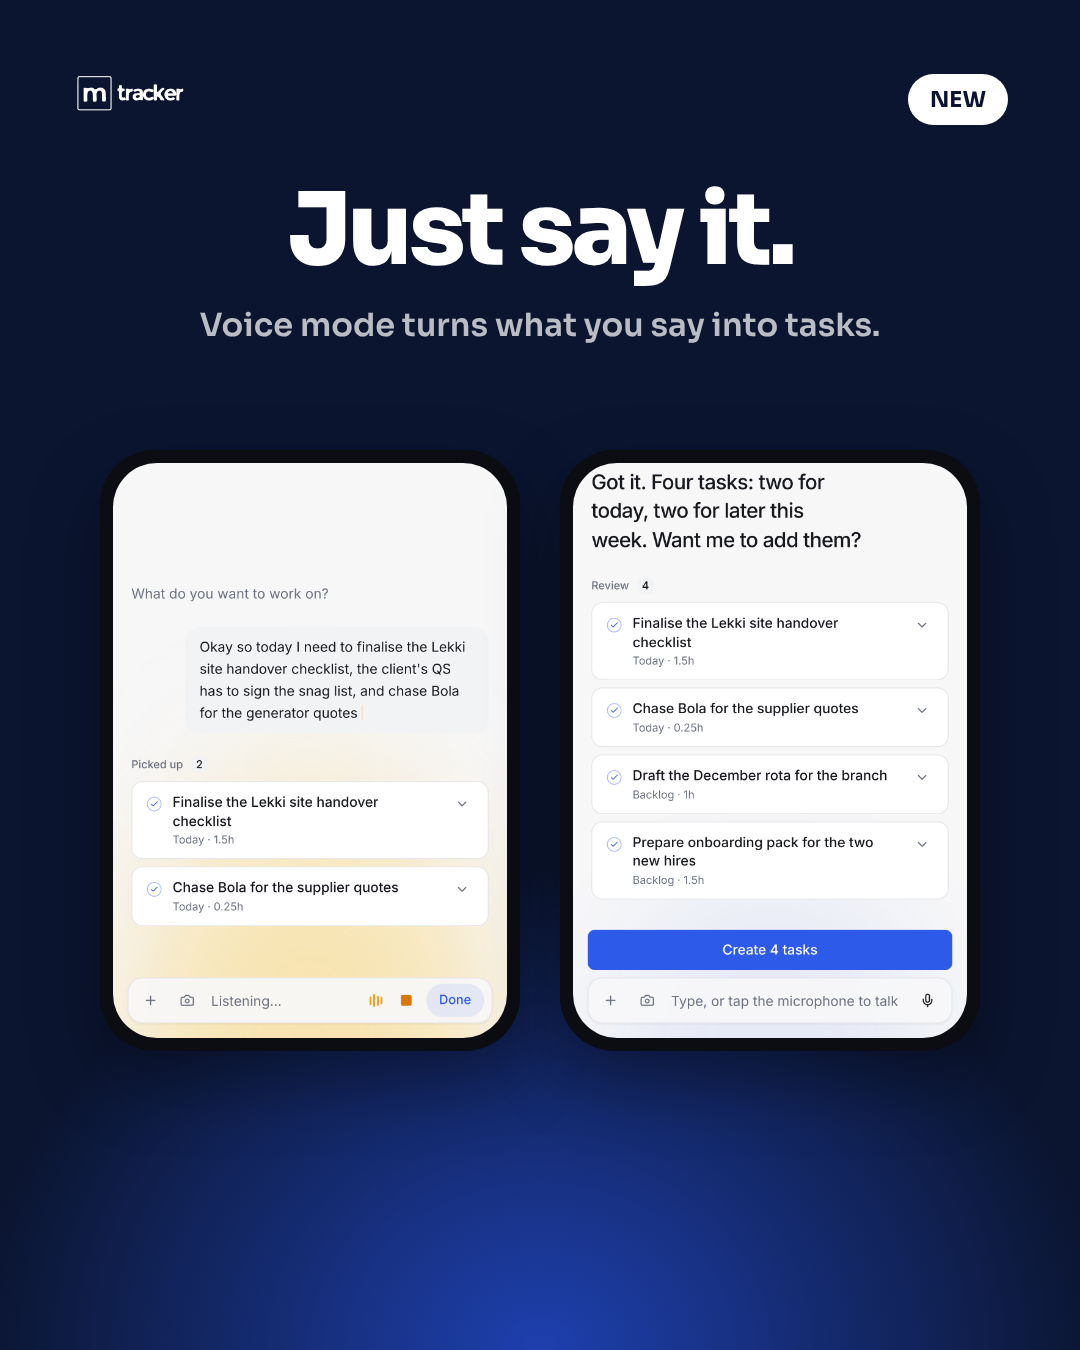 m tracker
NEW
Just say it.
Voice mode turns what you say into tasks.
What do you want to work on?
Okay so today I need to finalise the Lekki
site handover checklist, the client's QS
has to sign the snag list, and chase Bola
for the generator quotes
Picked up 2
Finalise the Lekki site handover
checklist
Today · 1.5h
Chase Bola for the supplier quotes
Today · 0.25h
Listening...
Done
Got it. Four tasks: two for
today, two for later this
week. Want me to add them?
Review 4
Finalise the Lekki site handover
checklist
Today · 1.5h
Chase Bola for the supplier quotes
Today · 0.25h
Draft the December rota for the branch
Backlog · 1h
Prepare onboarding pack for the two
new hires
Backlog · 1.5h
Create 4 tasks
Type, or tap the microphone to talk